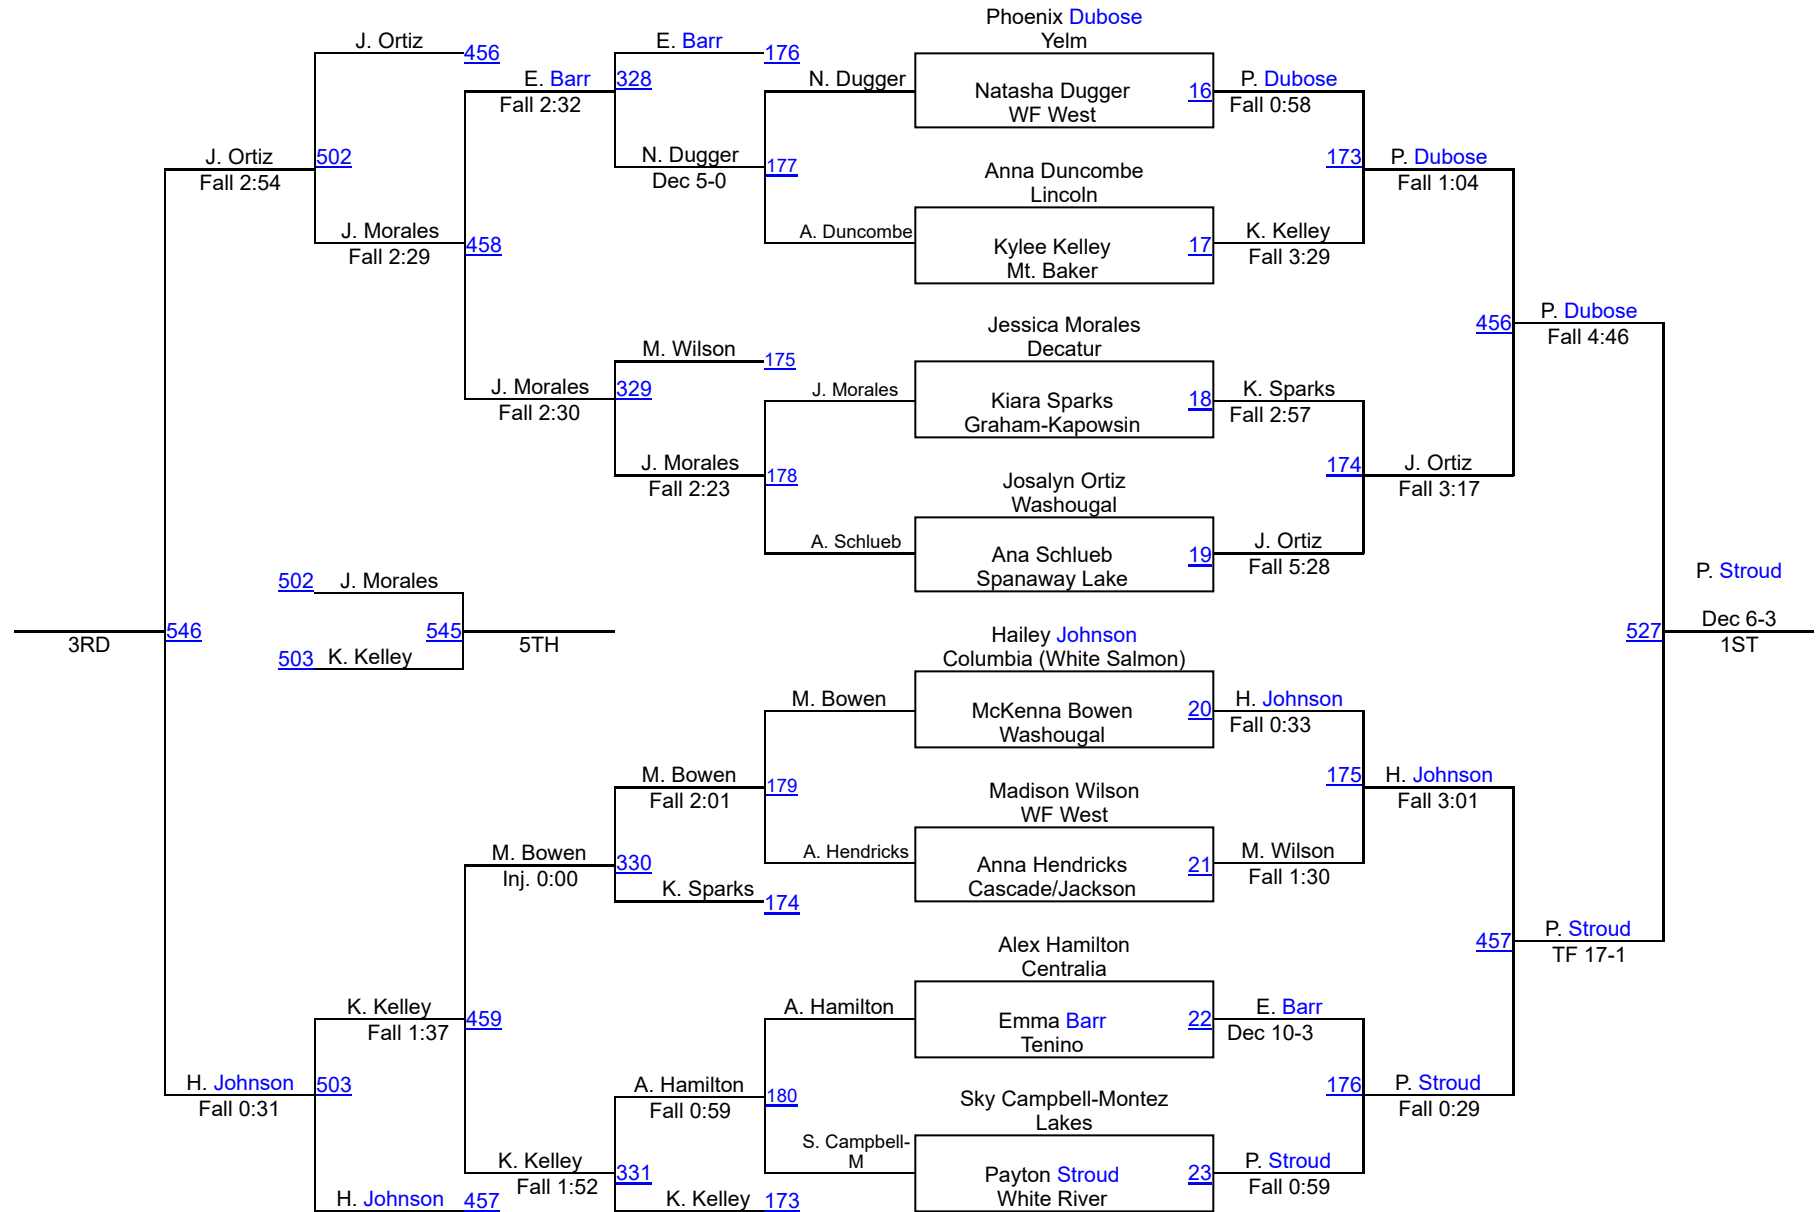 Phoenix Dubose
Yelm
J. Ortiz
456
E. Barr
176
E. Barr
328
Fall 2:32
N. Dugger
Natasha Dugger
WF West
16
P. Dubose
Fall 0:58
J. Ortiz
502
Fall 2:54
N. Dugger
177
Dec 5-0
Anna Duncombe
Lincoln
173
P. Dubose
Fall 1:04
J. Morales
458
Fall 2:29
A. Duncombe
Kylee Kelley
Mt. Baker
17
K. Kelley
Fall 3:29
456
P. Dubose
Fall 4:46
Jessica Morales
Decatur
M. Wilson
175
J. Morales
329
Fall 2:30
J. Morales
Kiara Sparks
Graham-Kapowsin
18
K. Sparks
Fall 2:57
J. Morales
178
Fall 2:23
Josalyn Ortiz
Washougal
174
J. Ortiz
Fall 3:17
A. Schlueb
Ana Schlueb
Spanaway Lake
19
J. Ortiz
Fall 5:28
502
J. Morales
P. Stroud
3RD
546
545
5TH
503
K. Kelley
527
Dec 6-3
1ST
Hailey Johnson
Columbia (White Salmon)
M. Bowen
McKenna Bowen
Washougal
20
H. Johnson
Fall 0:33
M. Bowen
179
Fall 2:01
Madison Wilson
WF West
175
H. Johnson
Fall 3:01
M. Bowen
330
Inj. 0:00
A. Hendricks
Anna Hendricks
Cascade/Jackson
21
M. Wilson
Fall 1:30
K. Sparks
174
457
P. Stroud
TF 17-1
Alex Hamilton
Centralia
K. Kelley
459
Fall 1:37
A. Hamilton
Emma Barr
Tenino
22
E. Barr
Dec 10-3
H. Johnson
503
Fall 0:31
A. Hamilton
180
Fall 0:59
Sky Campbell-Montez
Lakes
176
P. Stroud
Fall 0:29
S. Campbell-
M
K. Kelley
331
Fall 1:52
Payton Stroud
White River
23
P. Stroud
Fall 0:59
H. Johnson
457
K. Kelley
173